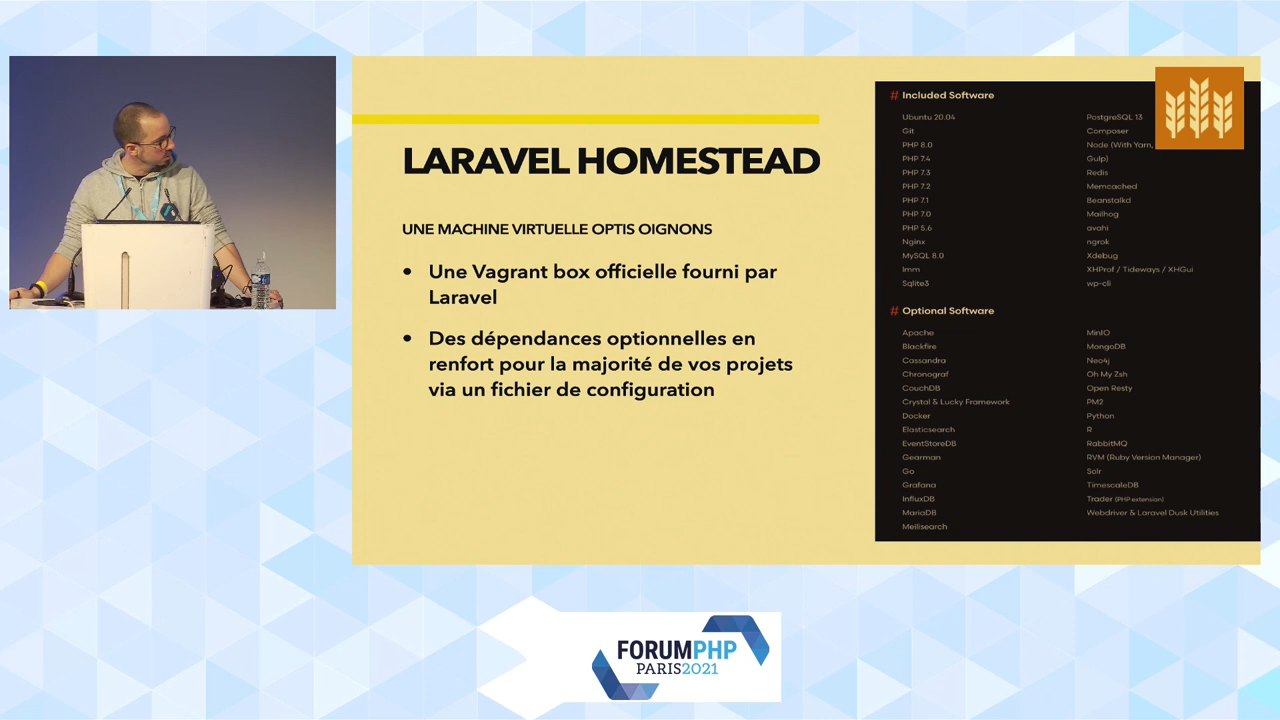 LARAVEL HOMESTEAD
UNE MACHINE VIRTUELLE OPTIS OIGNONS
• Une Vagrant box officielle fourni par
Laravel
• Des dépendances optionnelles en
renfort pour la majorité de vos projets
via un fichier de configuration
# Included Software
Ubuntu 20.04
Git
PHP 8.0
PHP 7.4
PHP 7.3
PHP 7.2
PHP 7.1
PHP 7.0
PHP 5.6
Nginx
MySQL 8.0
lmm
Sqlite3
PostgreSQL 13
Composer
Node (With Yarn,
Gulp)
Redis
Memcached
Beanstalkd
Mailhog
avahi
ngrok
Xdebug
XHProf / Tideways / XHGui
wp-cli
# Optional Software
Apache
Blackfire
Cassandra
Chronograf
CouchDB
Crystal & Lucky Framework
Docker
Elasticsearch
EventStoreDB
Gearman
Go
Grafana
InfluxDB
MariaDB
Meilisearch
MinIO
MongoDB
Neo4j
Oh My Zsh
Open Resty
PM2
Python
R
RabbitMQ
RVM (Ruby Version Manager)
Solr
TimescaleDB
Trader (PHP extension)
Webdriver & Laravel Dusk Utilities
FORUMPHP
PARIS2021